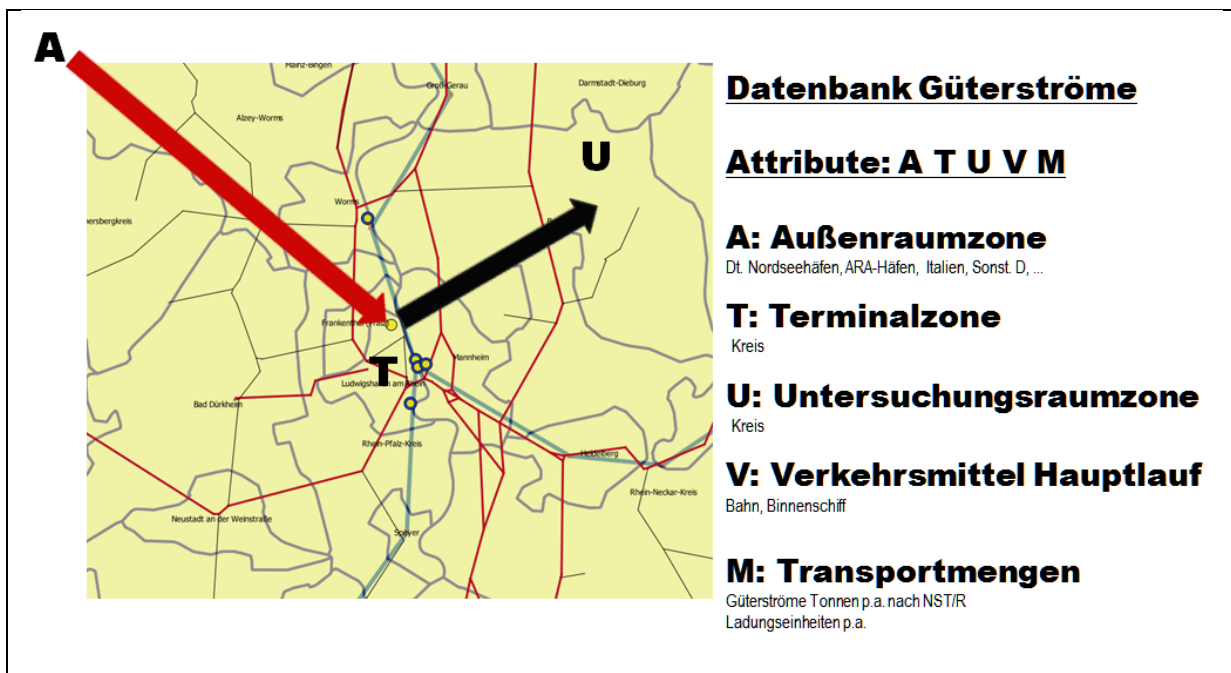 A
Mainz-Bingen
Groß-Gerau
Darmstadt-Dieburg
Alzey-Worms
U
Worms
ersbergkreis
T
Mannheim
Ludwigshafen am Rhein
Bad Dürkheim
Rhein-Pfalz-Kreis
Heidelberg
Rhein-Neckar-Kreis
Neustadt an der Weinstraße
Speyer
Datenbank Güterströme
Attribute: A T U V M
A: Außenraumzone
Dt. Nordseehäfen, ARA-Häfen, Italien, Sonst. D, ...
T: Terminalzone
Kreis
U: Untersuchungsraumzone
Kreis
V: Verkehrsmittel Hauptlauf
Bahn, Binnenschiff
M: Transportmengen
Güterströme Tonnen p.a. nach NST/R
Ladungseinheiten p.a.